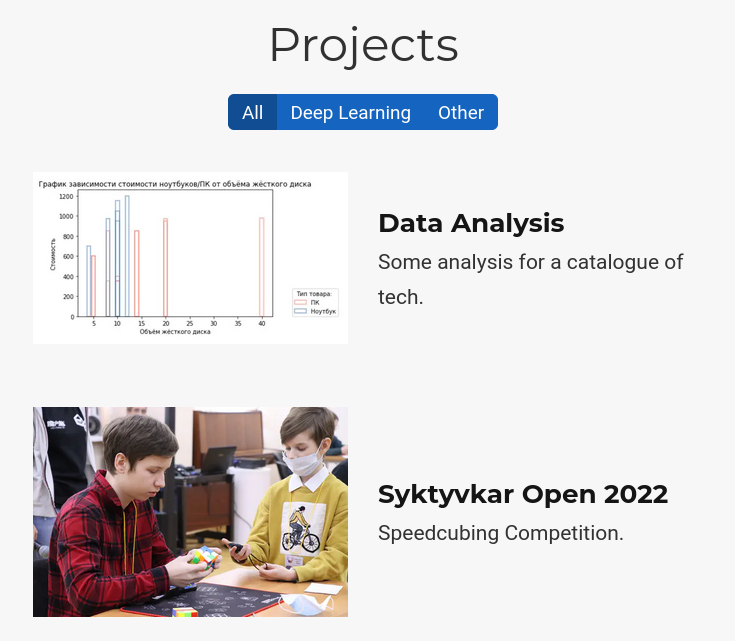 Projects
All Deep Learning Other
График зависимости стоимости ноутбуков/ПК от объёма жёсткого диска
1200
1000
800
600
400
200
0
Стоимость
5 10 15 20 25 30 35 40
Объём жёсткого диска
Тип товара:
ПК
Ноутбук
Data Analysis
Some analysis for a catalogue of
tech.
Syktyvkar Open 2022
Speedcubing Competition.